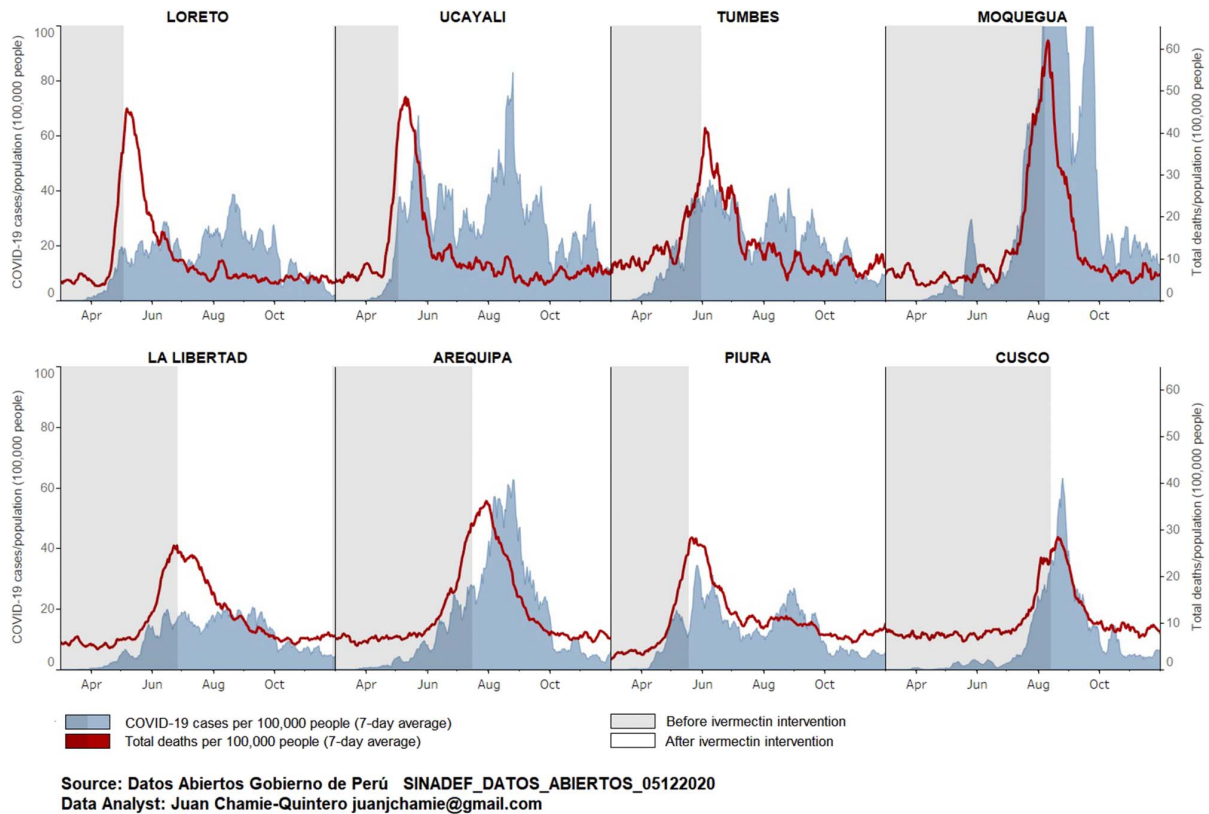 LORETO UCAYALI TUMBES MOQUEGUA
COVID-19 cases/population (100,000 people)
100
80
60
40
20
0
Total deaths/population (100,000 people)
60
50
40
30
20
10
0
Apr Jun Aug Oct Apr Jun Aug Oct Apr Jun Aug Oct Apr Jun Aug Oct
LA LIBERTAD AREQUIPA PIURA CUSCO
COVID-19 cases/population (100,000 people)
100
80
60
40
20
0
Total deaths/population (100,000 people)
60
50
40
30
20
10
0
Apr Jun Aug Oct Apr Jun Aug Oct Apr Jun Aug Oct Apr Jun Aug Oct
COVID-19 cases per 100,000 people (7-day average)
Total deaths per 100,000 people (7-day average)
Before ivermectin intervention
After ivermectin intervention
Source: Datos Abiertos Gobierno de Perú SINADEF_DATOS_ABIERTOS_05122020
Data Analyst: Juan Chamie-Quintero juanjchamie@gmail.com